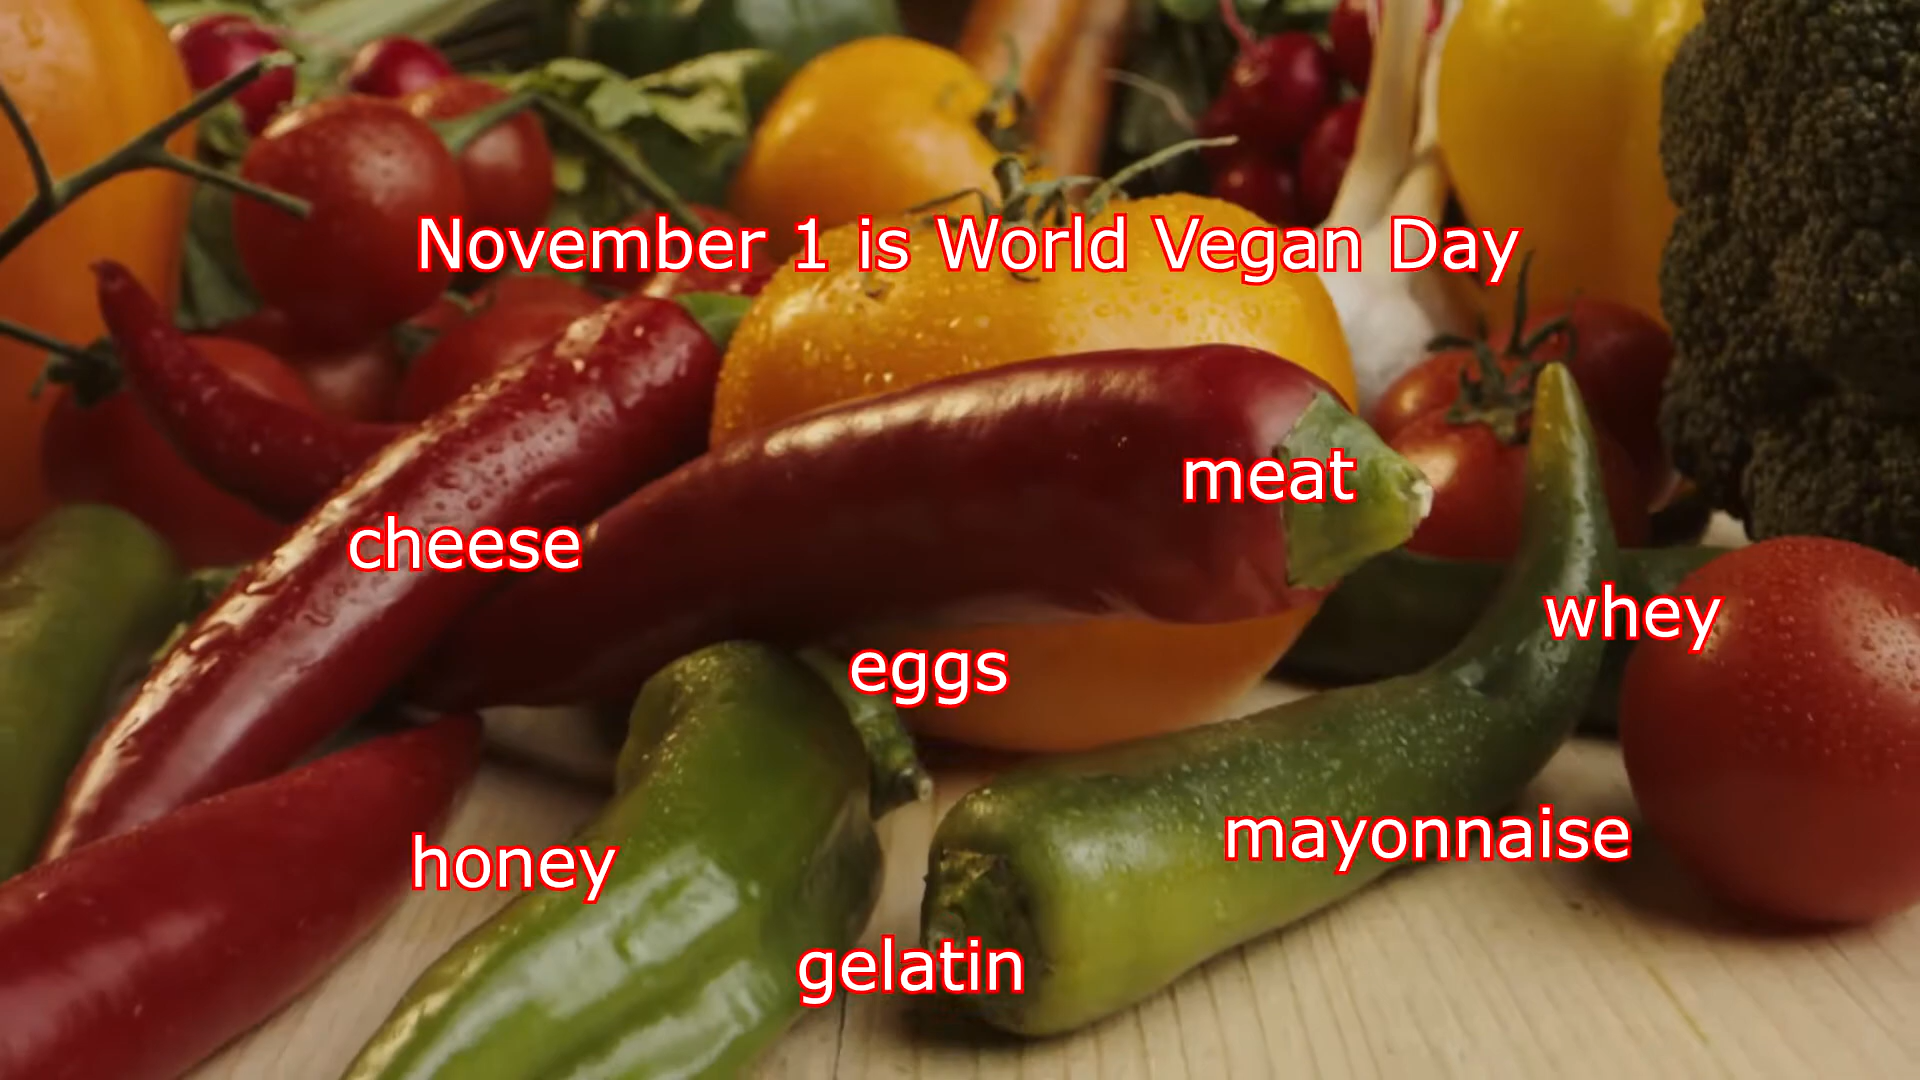 November 1 is World Vegan Day
meat
cheese
whey
eggs
mayonnaise
honey
gelatin